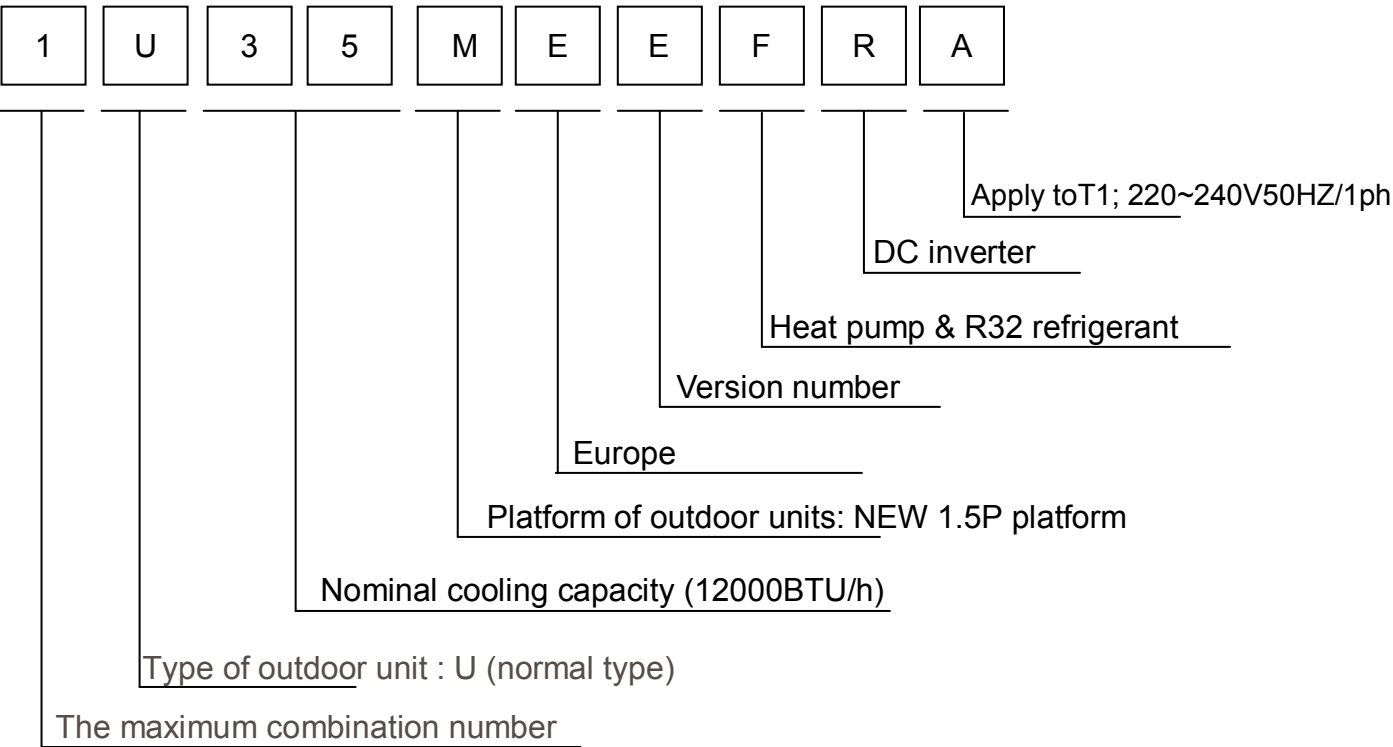 1 U 3 5 M E E F R A
Apply toT1; 220~240V50HZ/1ph
DC inverter
Heat pump & R32 refrigerant
Version number
Europe
Platform of outdoor units: NEW 1.5P platform
Nominal cooling capacity (12000BTU/h)
Type of outdoor unit : U (normal type)
The maximum combination number